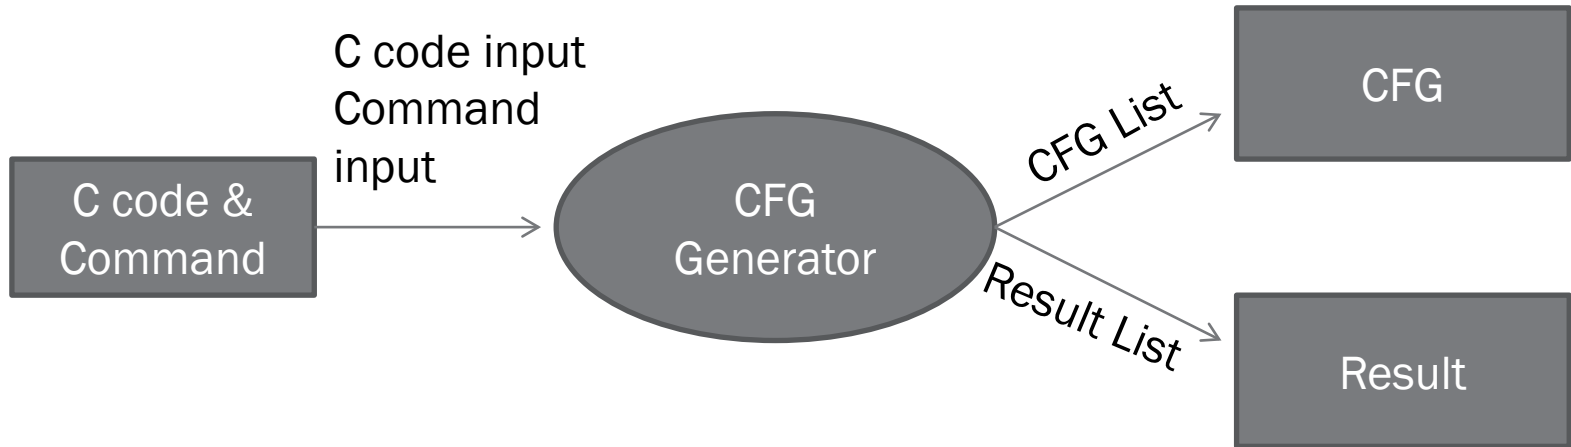 C code &
Command
C code input
Command
input
CFG
Generator
CFG List
Result List
CFG
Result